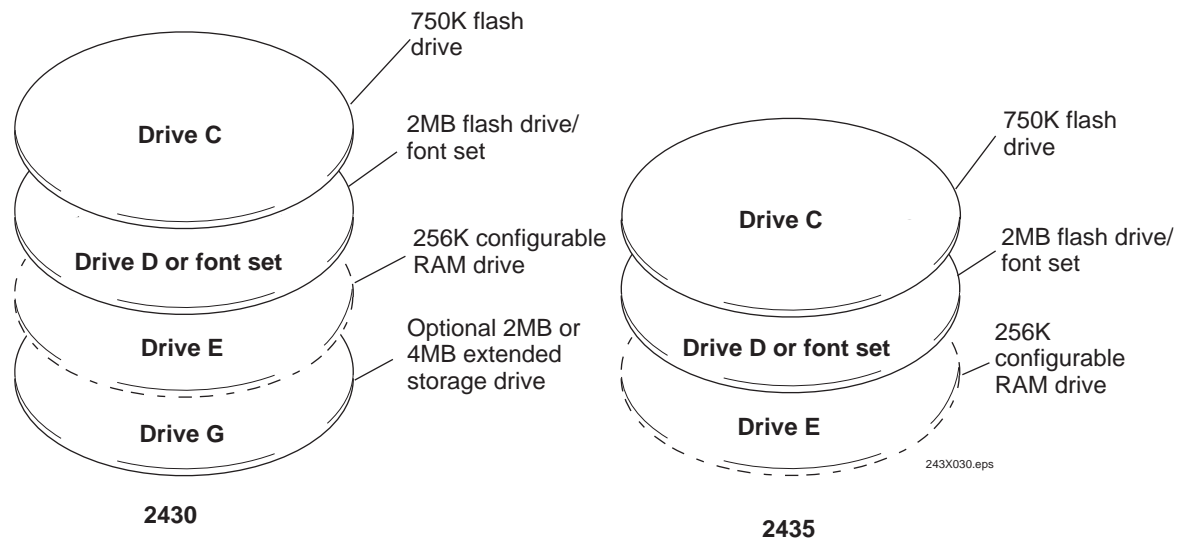 750K flash
drive
Drive C
2MB flash drive/
font set
Drive D or font set
256K configurable
RAM drive
Drive E
Optional 2MB or
4MB extended
storage drive
Drive G
2430
750K flash
drive
Drive C
2MB flash drive/
font set
Drive D or font set
256K
configurable
RAM drive
Drive E
243X030.eps
2435